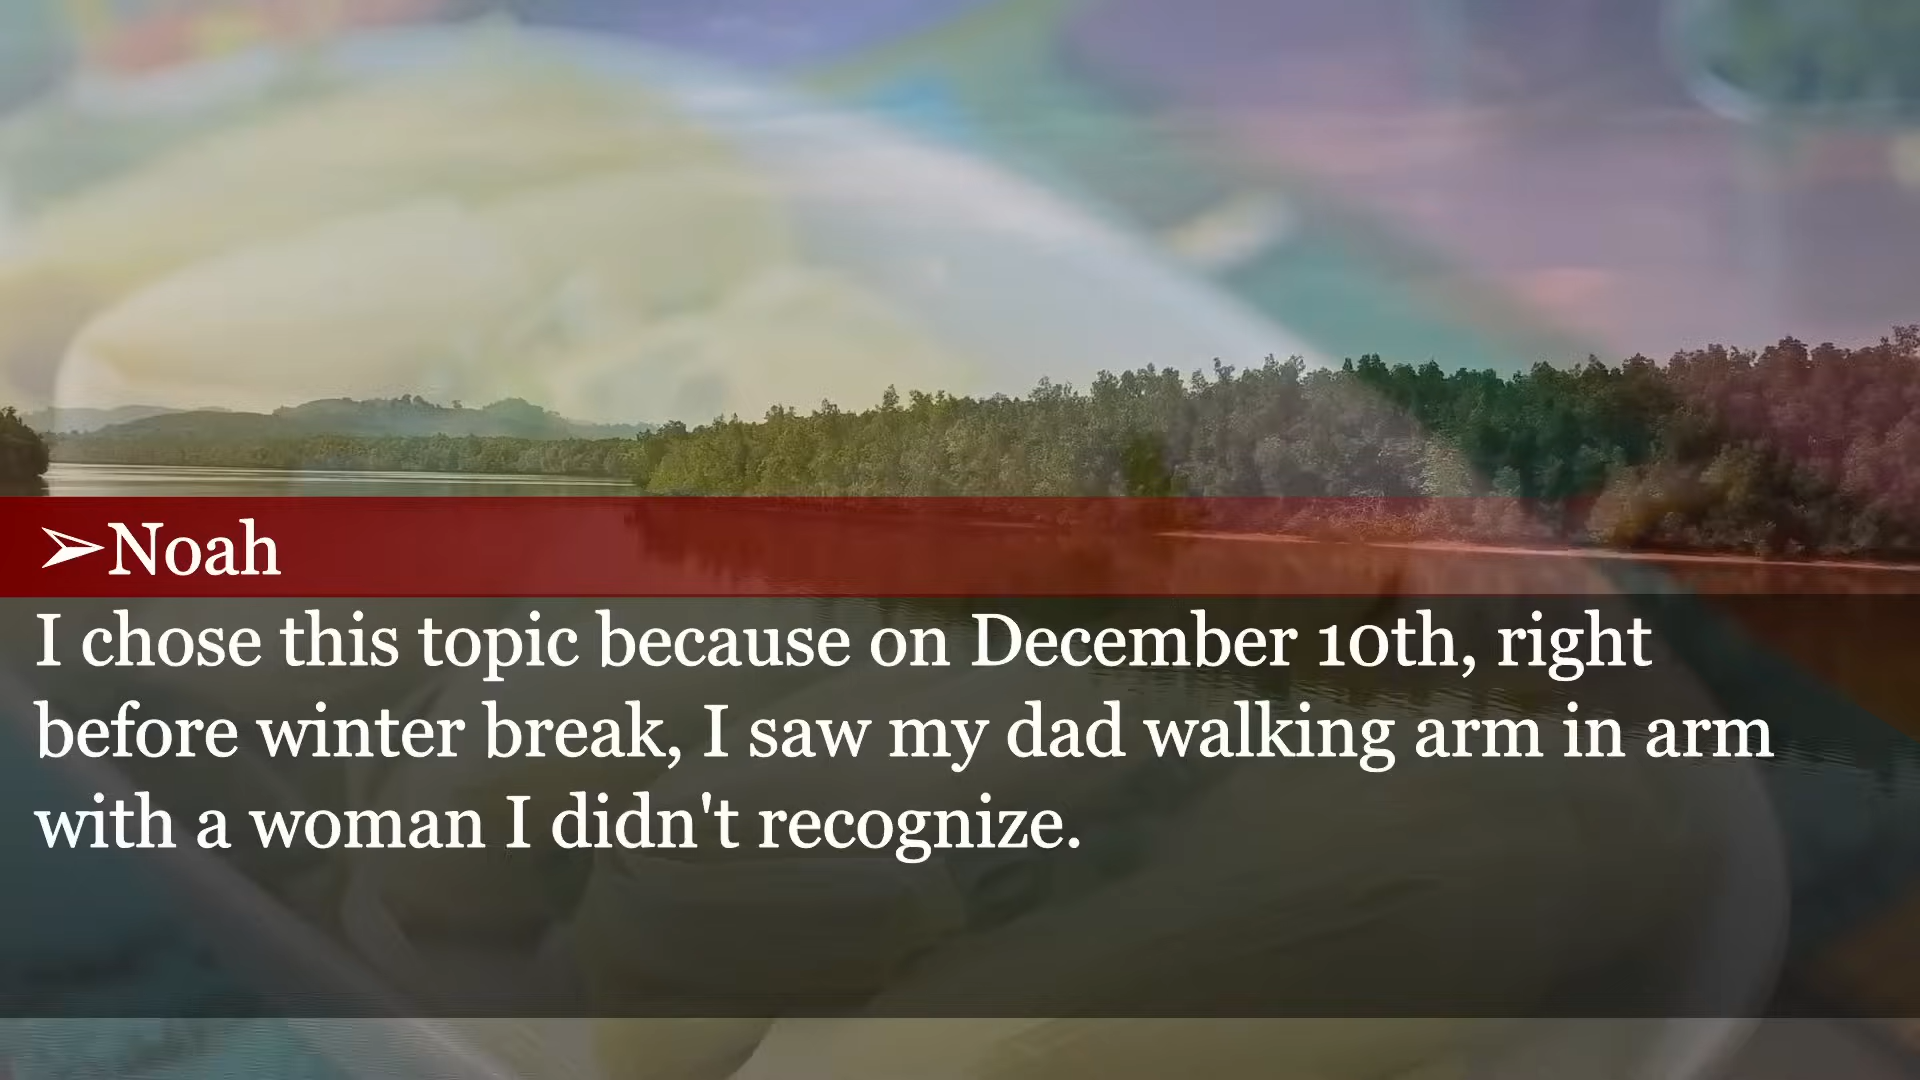 ➢Noah
I chose this topic because on December 10th, right
before winter break, I saw my dad walking arm in arm
with a woman I didn't recognize.